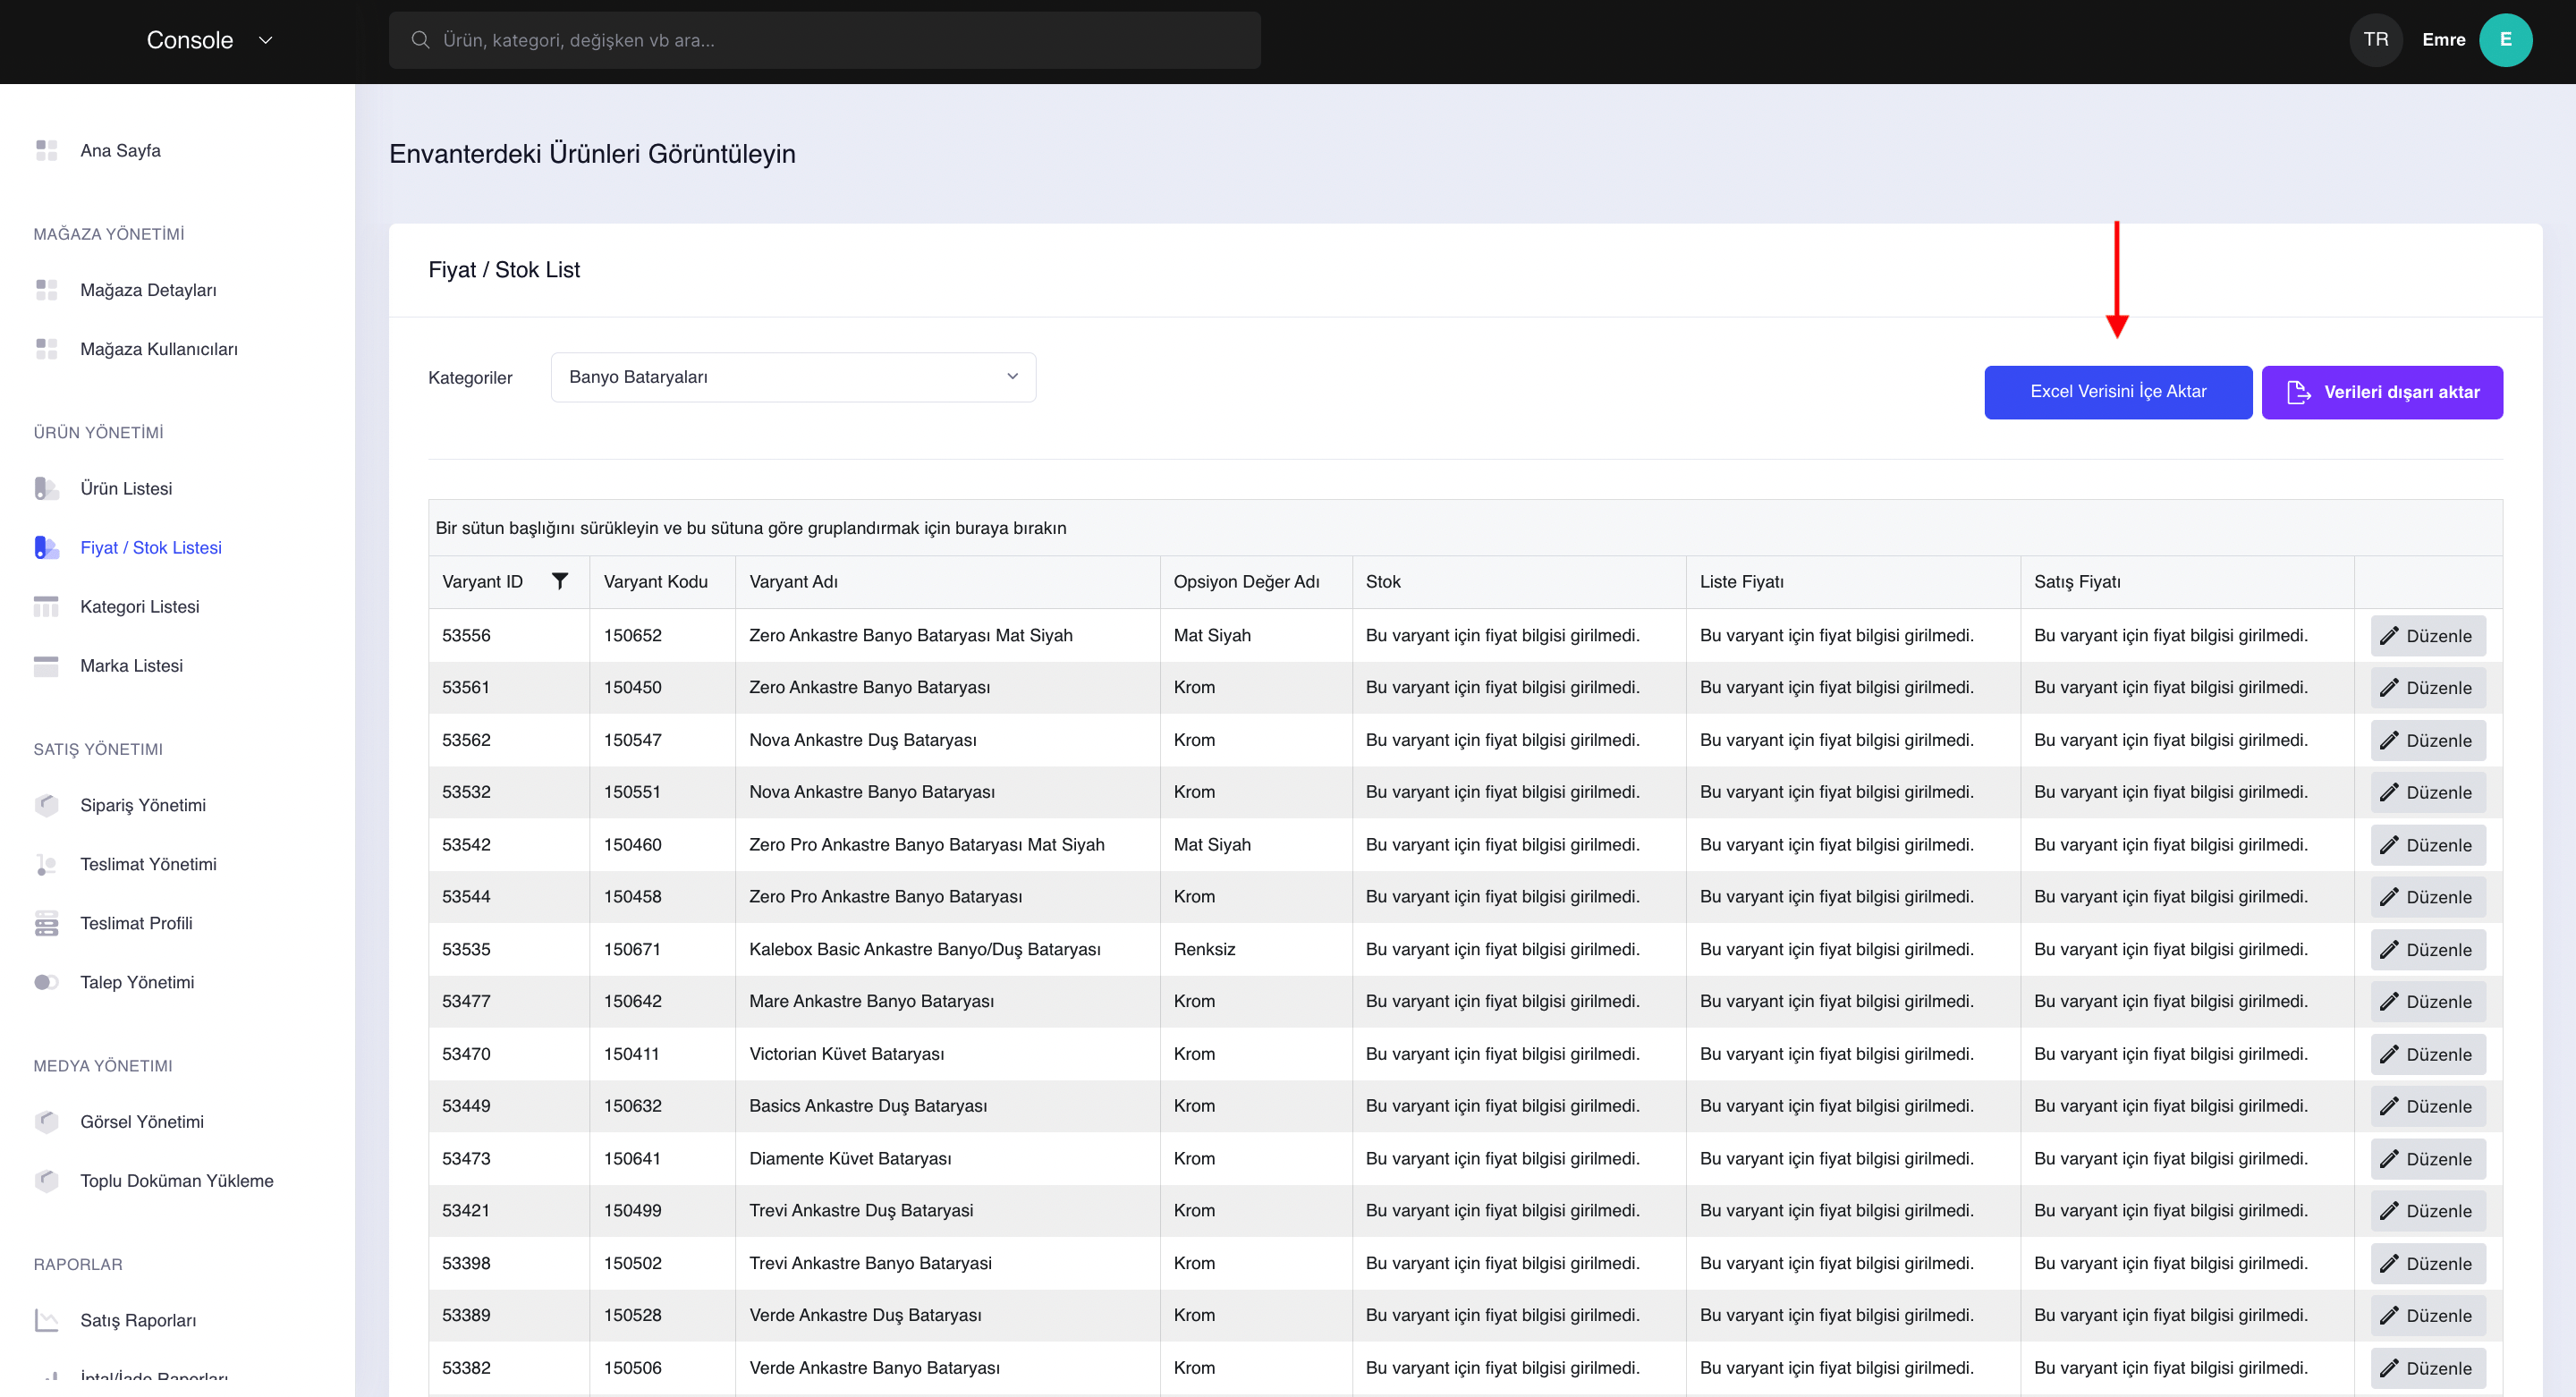 Console
Ürün, kategori, değişken vb ara...
TR
Emre
E
Ana Sayfa
MAĞAZA YÖNETİMİ
Mağaza Detayları
Mağaza Kullanıcıları
ÜRÜN YÖNETİMİ
Ürün Listesi
Fiyat / Stok Listesi
Kategori Listesi
Marka Listesi
SATIŞ YÖNETIMI
Sipariş Yönetimi
Teslimat Yönetimi
Teslimat Profili
Talep Yönetimi
MEDYA YÖNETIMI
Görsel Yönetimi
Toplu Doküman Yükleme
RAPORLAR
Satış Raporları
İptal/İade Raporları
Envanterdeki Ürünleri Görüntüleyin
Fiyat / Stok List
Kategoriler
Banyo Bataryaları
Excel Verisini İçe Aktar
Verileri dışarı aktar
Bir sütun başlığını sürükleyin ve bu sütuna göre gruplandırmak için buraya bırakın
Varyant ID Varyant Kodu Varyant Adı Opsiyon Değer Adı Stok Liste Fiyatı Satış Fiyatı
53556 150652 Zero Ankastre Banyo Bataryası Mat Siyah Mat Siyah Bu varyant için fiyat bilgisi girilmedi. Bu varyant için fiyat bilgisi girilmedi. Bu varyant için fiyat bilgisi girilmedi. Düzenle
53561 150450 Zero Ankastre Banyo Bataryası Krom Bu varyant için fiyat bilgisi girilmedi. Bu varyant için fiyat bilgisi girilmedi. Bu varyant için fiyat bilgisi girilmedi. Düzenle
53562 150547 Nova Ankastre Duş Bataryası Krom Bu varyant için fiyat bilgisi girilmedi. Bu varyant için fiyat bilgisi girilmedi. Bu varyant için fiyat bilgisi girilmedi. Düzenle
53532 150551 Nova Ankastre Banyo Bataryası Krom Bu varyant için fiyat bilgisi girilmedi. Bu varyant için fiyat bilgisi girilmedi. Bu varyant için fiyat bilgisi girilmedi. Düzenle
53542 150460 Zero Pro Ankastre Banyo Bataryası Mat Siyah Mat Siyah Bu varyant için fiyat bilgisi girilmedi. Bu varyant için fiyat bilgisi girilmedi. Bu varyant için fiyat bilgisi girilmedi. Düzenle
53544 150458 Zero Pro Ankastre Banyo Bataryası Krom Bu varyant için fiyat bilgisi girilmedi. Bu varyant için fiyat bilgisi girilmedi. Bu varyant için fiyat bilgisi girilmedi. Düzenle
53535 150671 Kalebox Basic Ankastre Banyo/Duş Bataryası Renksiz Bu varyant için fiyat bilgisi girilmedi. Bu varyant için fiyat bilgisi girilmedi. Bu varyant için fiyat bilgisi girilmedi. Düzenle
53477 150642 Mare Ankastre Banyo Bataryası Krom Bu varyant için fiyat bilgisi girilmedi. Bu varyant için fiyat bilgisi girilmedi. Bu varyant için fiyat bilgisi girilmedi. Düzenle
53470 150411 Victorian Küvet Bataryası Krom Bu varyant için fiyat bilgisi girilmedi. Bu varyant için fiyat bilgisi girilmedi. Bu varyant için fiyat bilgisi girilmedi. Düzenle
53449 150632 Basics Ankastre Duş Bataryası Krom Bu varyant için fiyat bilgisi girilmedi. Bu varyant için fiyat bilgisi girilmedi. Bu varyant için fiyat bilgisi girilmedi. Düzenle
53473 150641 Diamente Küvet Bataryası Krom Bu varyant için fiyat bilgisi girilmedi. Bu varyant için fiyat bilgisi girilmedi. Bu varyant için fiyat bilgisi girilmedi. Düzenle
53421 150499 Trevi Ankastre Duş Bataryasi Krom Bu varyant için fiyat bilgisi girilmedi. Bu varyant için fiyat bilgisi girilmedi. Bu varyant için fiyat bilgisi girilmedi. Düzenle
53398 150502 Trevi Ankastre Banyo Bataryasi Krom Bu varyant için fiyat bilgisi girilmedi. Bu varyant için fiyat bilgisi girilmedi. Bu varyant için fiyat bilgisi girilmedi. Düzenle
53389 150528 Verde Ankastre Duş Bataryası Krom Bu varyant için fiyat bilgisi girilmedi. Bu varyant için fiyat bilgisi girilmedi. Bu varyant için fiyat bilgisi girilmedi. Düzenle
53382 150506 Verde Ankastre Banyo Bataryası Krom Bu varyant için fiyat bilgisi girilmedi. Bu varyant için fiyat bilgisi girilmedi. Bu varyant için fiyat bilgisi girilmedi. Düzenle